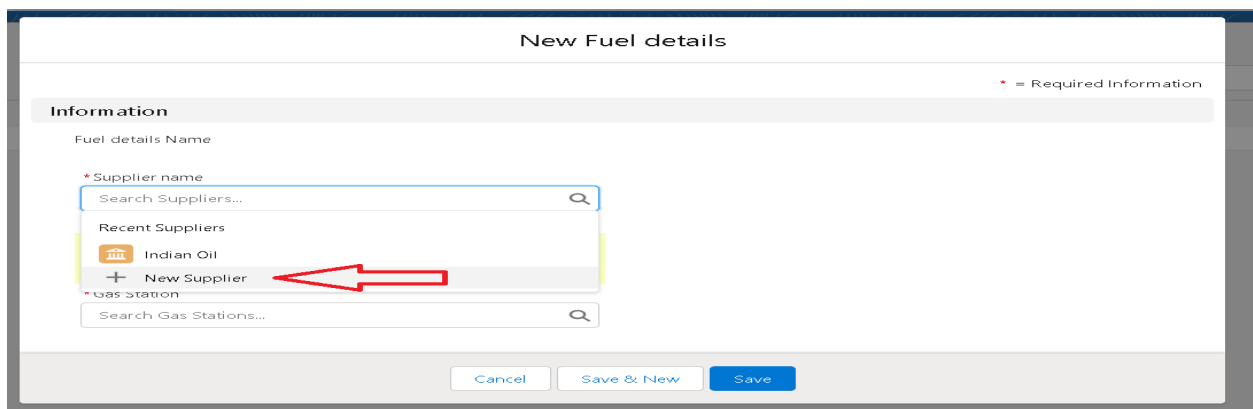 New Fuel details
* = Required Information
Information
Fuel details Name
* Supplier name
Search Suppliers...
Recent Suppliers
Indian Oil
New Supplier
* Gas Station
Search Gas Stations...
Cancel Save & New Save